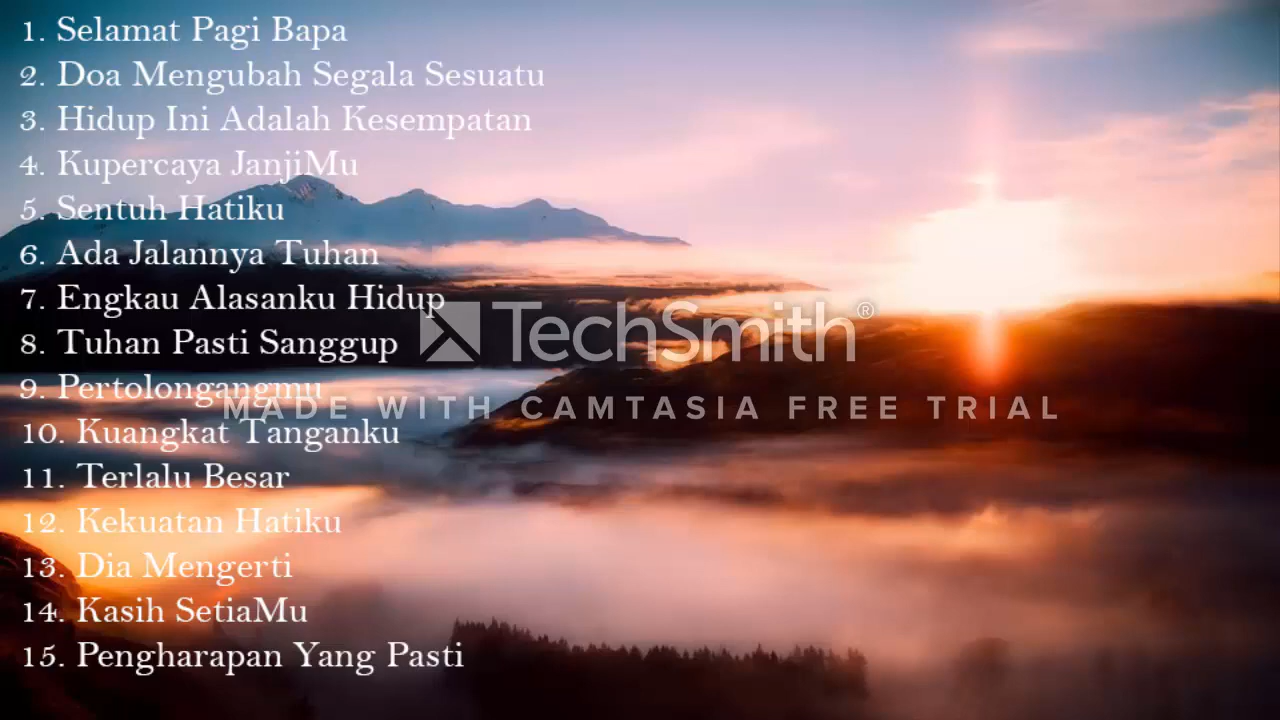 1. Selamat Pagi Bapa
2. Doa Mengubah Segala Sesuatu
3. Hidup Ini Adalah Kesempatan
4. Kupercaya JanjiMu
5. Sentuh Hatiku
6. Ada Jalannya Tuhan
7. Engkau Alasanku Hidup
8. Tuhan Pasti Sanggup
9. Pertolongangmu
10. Kuangkat Tanganku
11. Terlalu Besar
12. Kekuatan Hatiku
13. Dia Mengerti
14. Kasih SetiaMu
15. Pengharapan Yang Pasti
TechSmith®
MADE WITH CAMTASIA FREE TRIAL